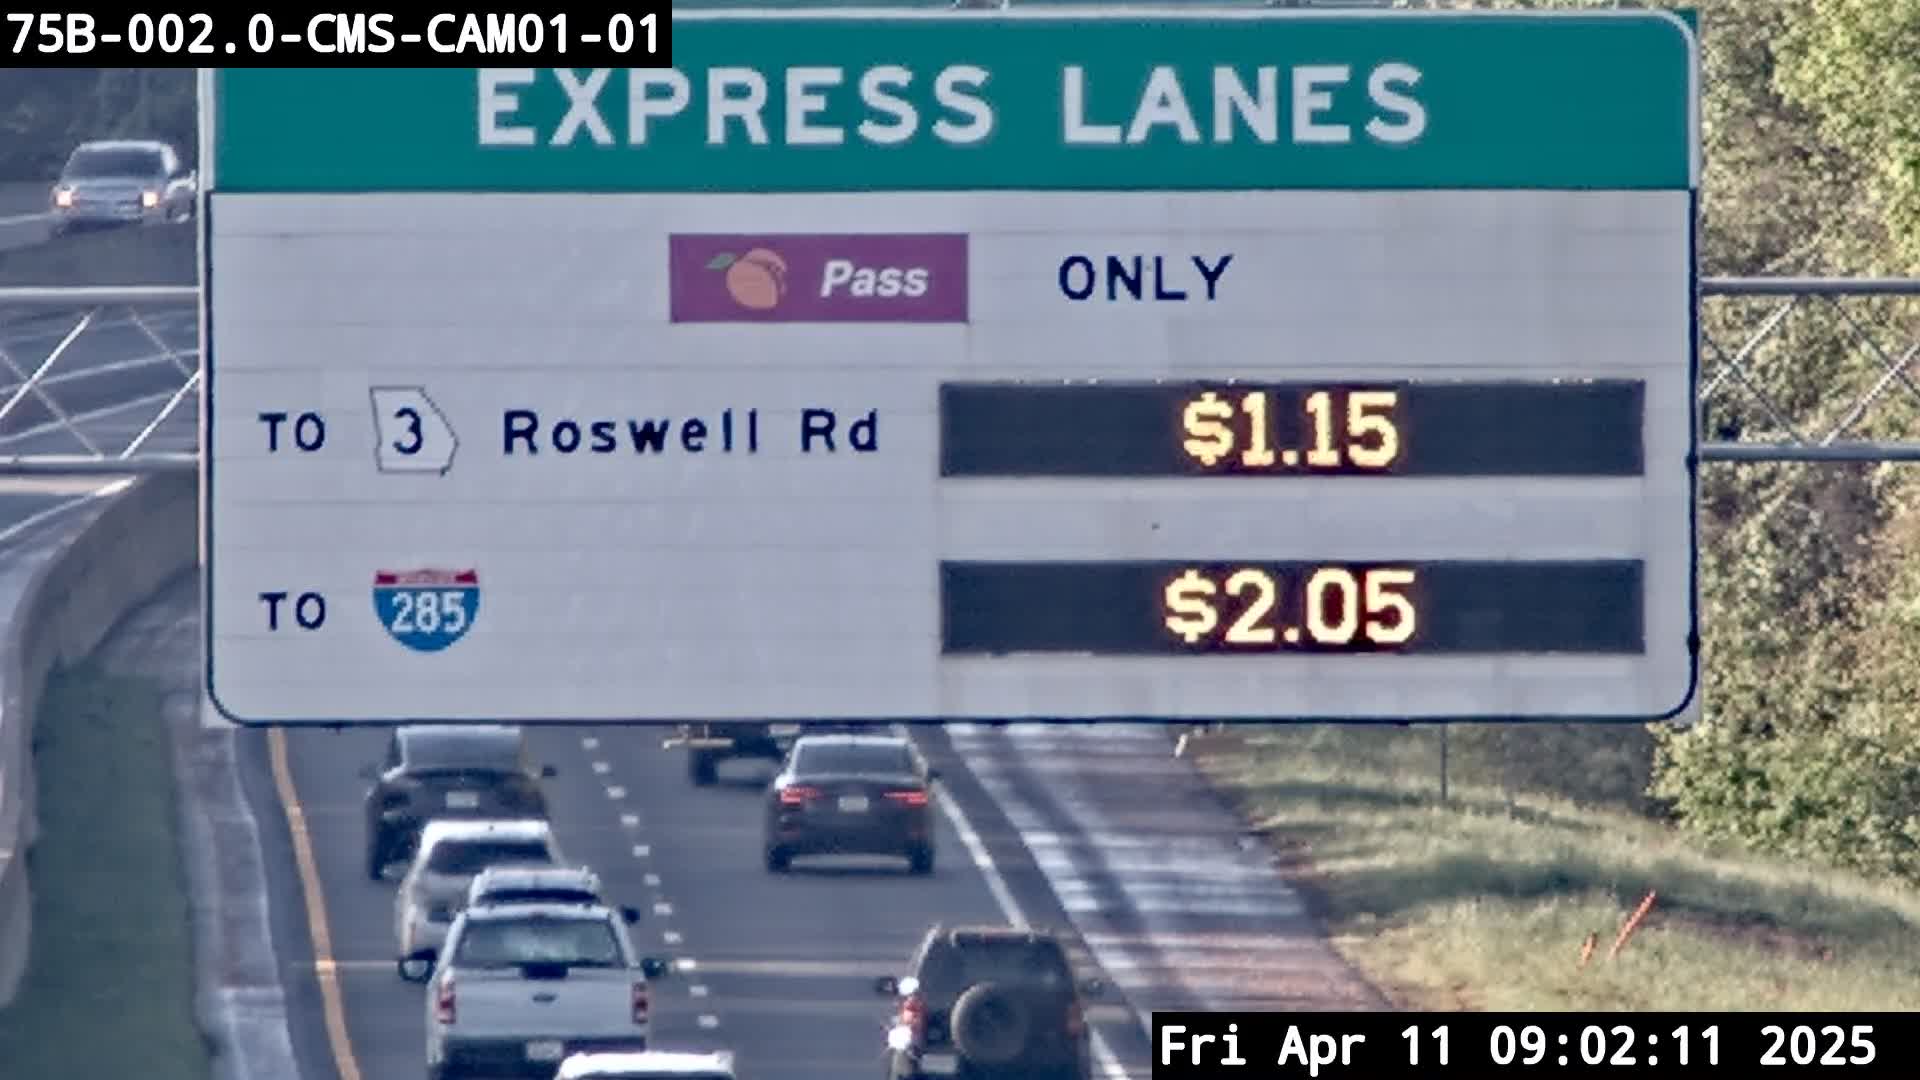 75B-002.0-CMS-CAM01-01
EXPRESS LANES
Pass ONLY
TO 3 Roswell Rd $1.15
TO 285 $2.05
Fri Apr 11 09:02:11 2025